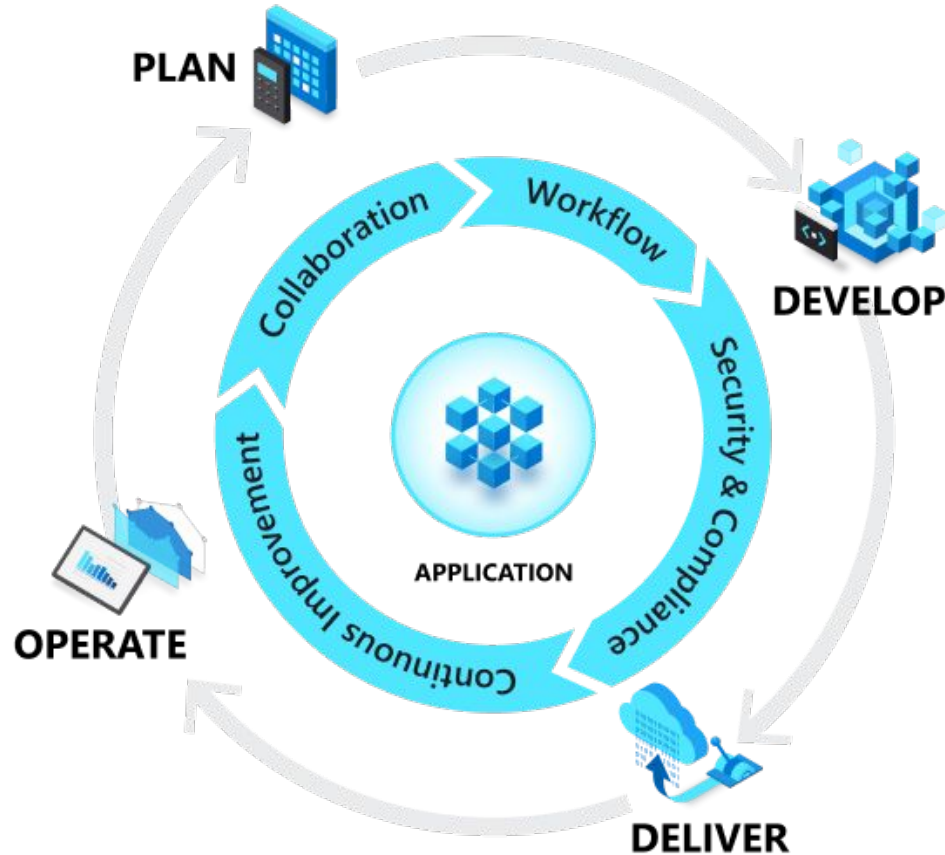 PLAN
DEVELOP
DELIVER
OPERATE
Collaboration
Workflow
Security & Compliance
Continuous Improvement
APPLICATION